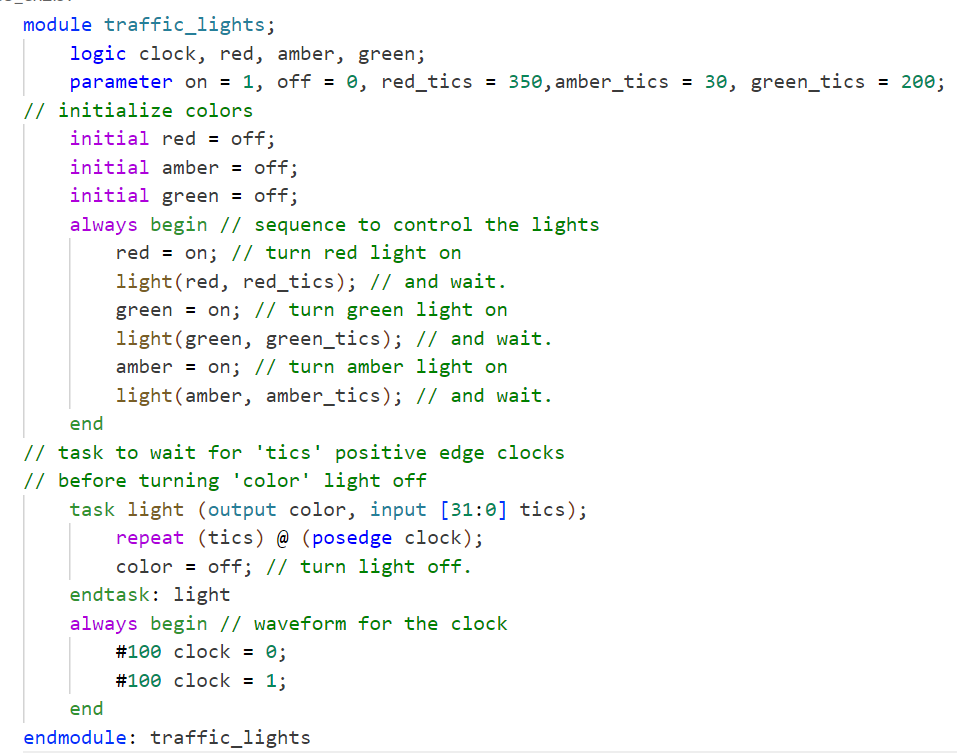 module traffic_lights;
logic clock, red, amber, green;
parameter on = 1, off = 0, red_tics = 350,amber_tics = 30, green_tics = 200;
// initialize colors
initial red = off;
initial amber = off;
initial green = off;
always begin // sequence to control the lights
red = on; // turn red light on
light(red, red_tics); // and wait.
green = on; // turn green light on
light(green, green_tics); // and wait.
amber = on; // turn amber light on
light(amber, amber_tics); // and wait.
end
// task to wait for 'tics' positive edge clocks
// before turning 'color' light off
task light (output color, input [31:0] tics);
repeat (tics) @ (posedge clock);
color = off; // turn light off.
endtask: light
always begin // waveform for the clock
#100 clock = 0;
#100 clock = 1;
end
endmodule: traffic_lights